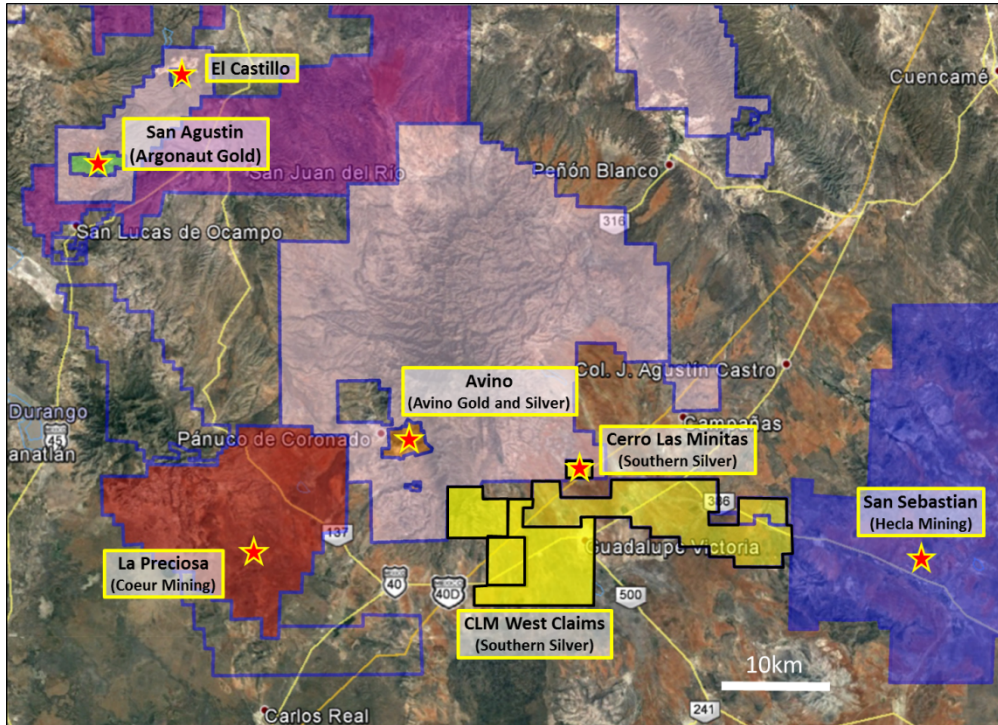 El Castillo
Cuencamé
San Agustin
(Argonaut Gold)
San Juan del Río
Peñón Blanco
316
San Lucas de Ocampo
Avino
(Avino Gold and Silver)
Col. J. Agustín Castro
Durango
45
anatlán
Pánuco de Coronado
Campañas
Cerro Las Minitas
(Southern Silver)
San Sebastian
(Hecla Mining)
137
La Preciosa
(Coeur Mining)
Guadalupe Victoria
MEXICO
40
MEXICO
40D
500
CLM West Claims
(Southern Silver)
10km
241
Carlos Real